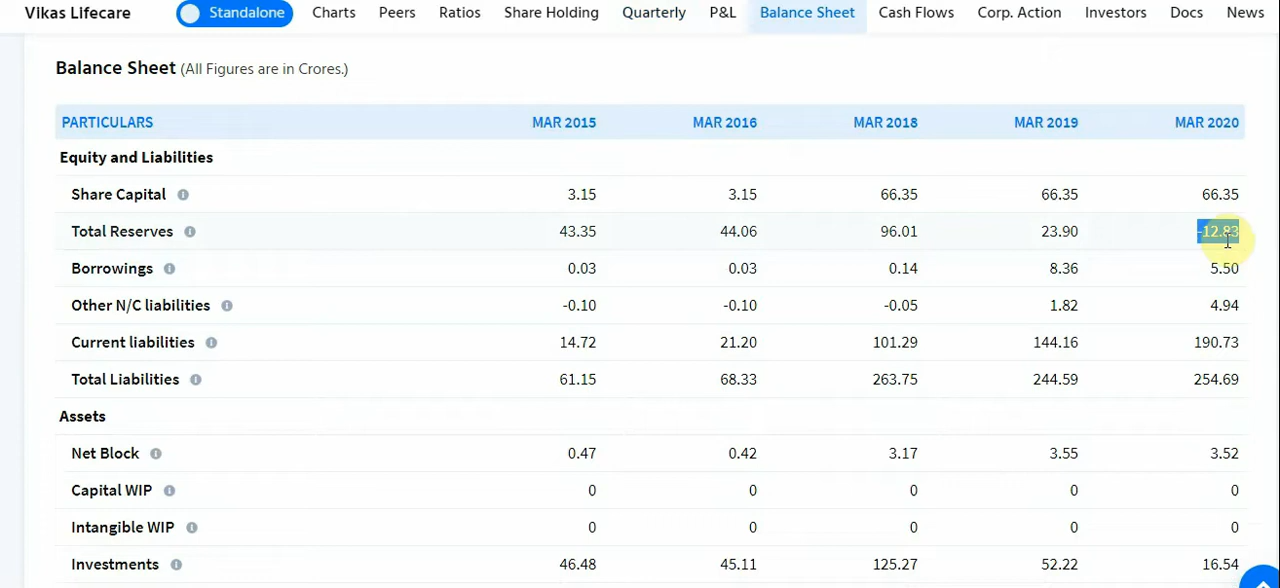 Vikas Lifecare Standalone Charts Peers Ratios Share Holding Quarterly P&L Balance Sheet Cash Flows Corp. Action Investors Docs News
Balance Sheet (All Figures are in Crores.)
PARTICULARS MAR 2015 MAR 2016 MAR 2018 MAR 2019 MAR 2020
Equity and Liabilities
Share Capital 3.15 3.15 66.35 66.35 66.35
Total Reserves 43.35 44.06 96.01 23.90 -12.83
Borrowings 0.03 0.03 0.14 8.36 5.50
Other N/C liabilities -0.10 -0.10 -0.05 1.82 4.94
Current liabilities 14.72 21.20 101.29 144.16 190.73
Total Liabilities 61.15 68.33 263.75 244.59 254.69
Assets
Net Block 0.47 0.42 3.17 3.55 3.52
Capital WIP 0 0 0 0 0
Intangible WIP 0 0 0 0 0
Investments 46.48 45.11 125.27 52.22 16.54